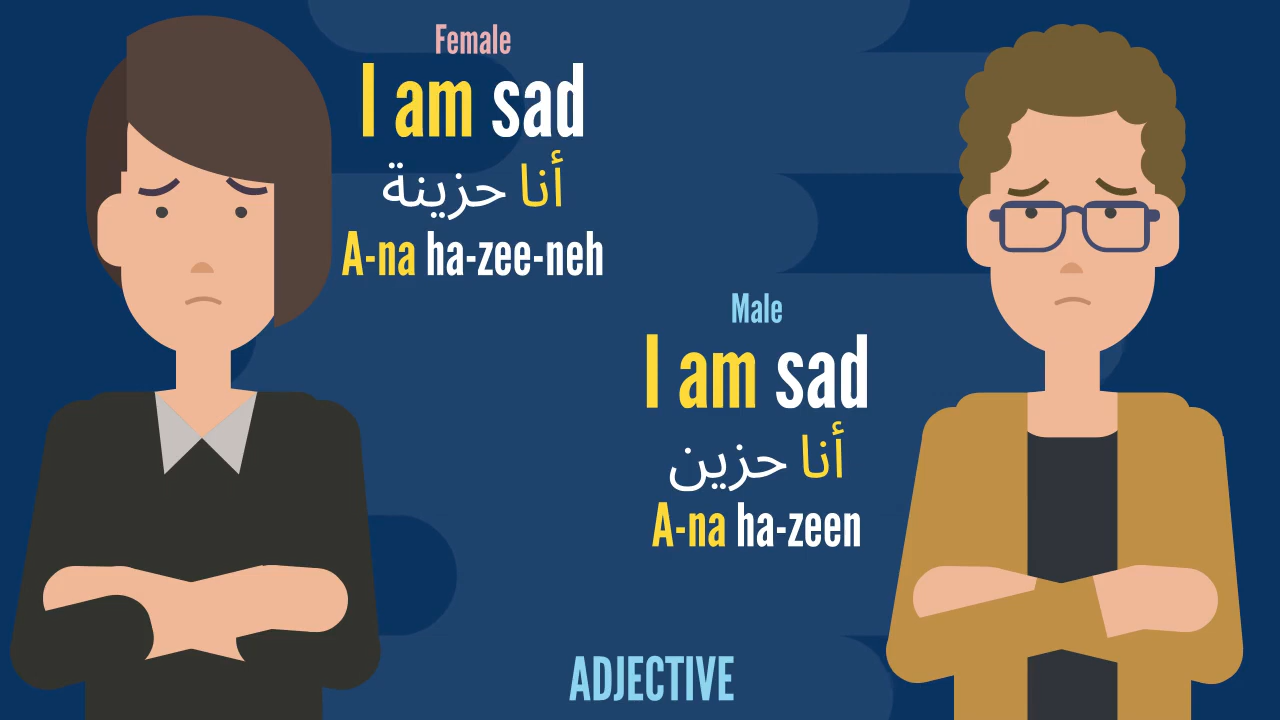 Female
I am sad
أنا حزينة
A-na ha-zee-neh
Male
I am sad
أنا حزين
A-na ha-zeen
ADJECTIVE